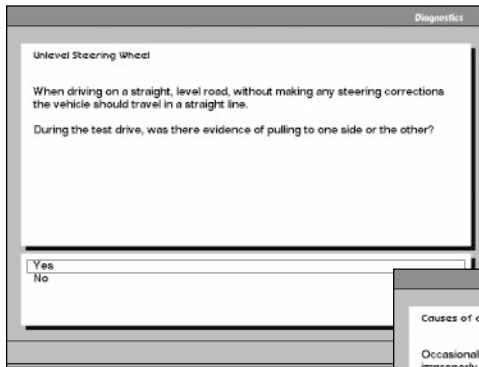 Diagnostics
Unlevel Steering Wheel
When driving on a straight, level road, without making any steering corrections
the vehicle should travel in a straight line.
During the test drive, was there evidence of pulling to one side or the other?
Yes
No
Causes of
Occasional